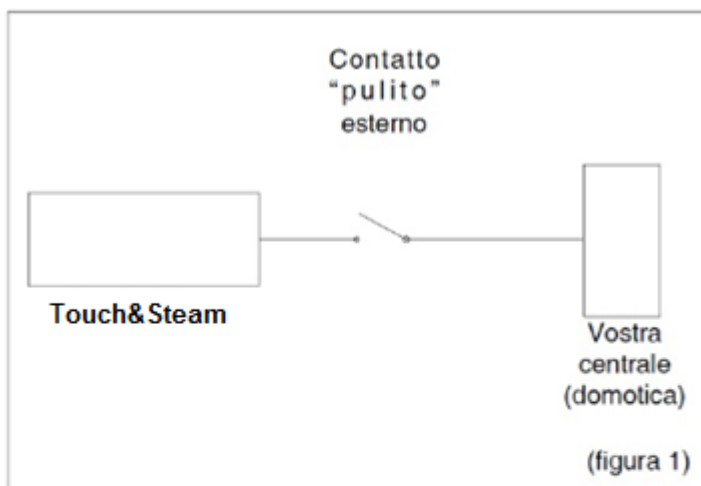 Contatto
"pulito"
esterno
Touch&Steam
Vostra
centrale
(domotica)
(figura 1)